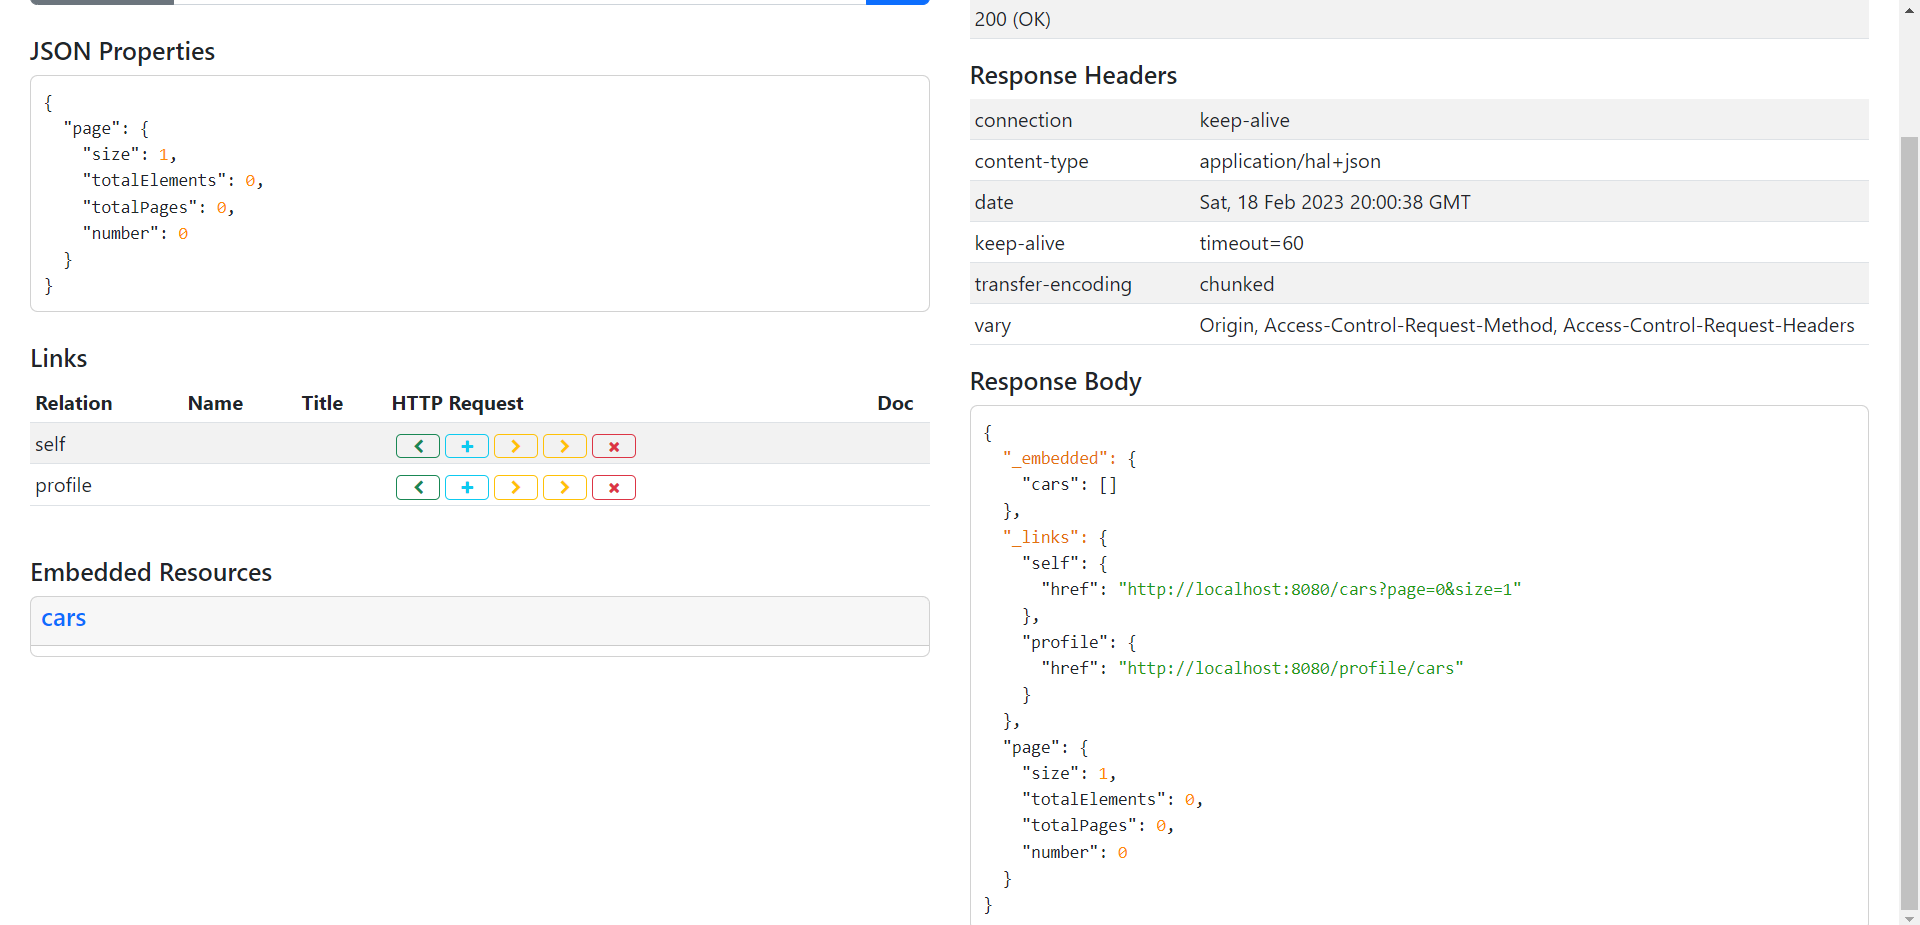 JSON Properties
{
  "page": {
    "size": 1,
    "totalElements": 0,
    "totalPages": 0,
    "number": 0
  }
}
Links
Relation Name Title HTTP Request Doc
self
profile
Embedded Resources
cars
200 (OK)
Response Headers
connection keep-alive
content-type application/hal+json
date Sat, 18 Feb 2023 20:00:38 GMT
keep-alive timeout=60
transfer-encoding chunked
vary Origin, Access-Control-Request-Method, Access-Control-Request-Headers
Response Body
{
  "_embedded": {
    "cars": []
  },
  "_links": {
    "self": {
      "href": "http://localhost:8080/cars?page=0&size=1"
    },
    "profile": {
      "href": "http://localhost:8080/profile/cars"
    }
  },
  "page": {
    "size": 1,
    "totalElements": 0,
    "totalPages": 0,
    "number": 0
  }
}